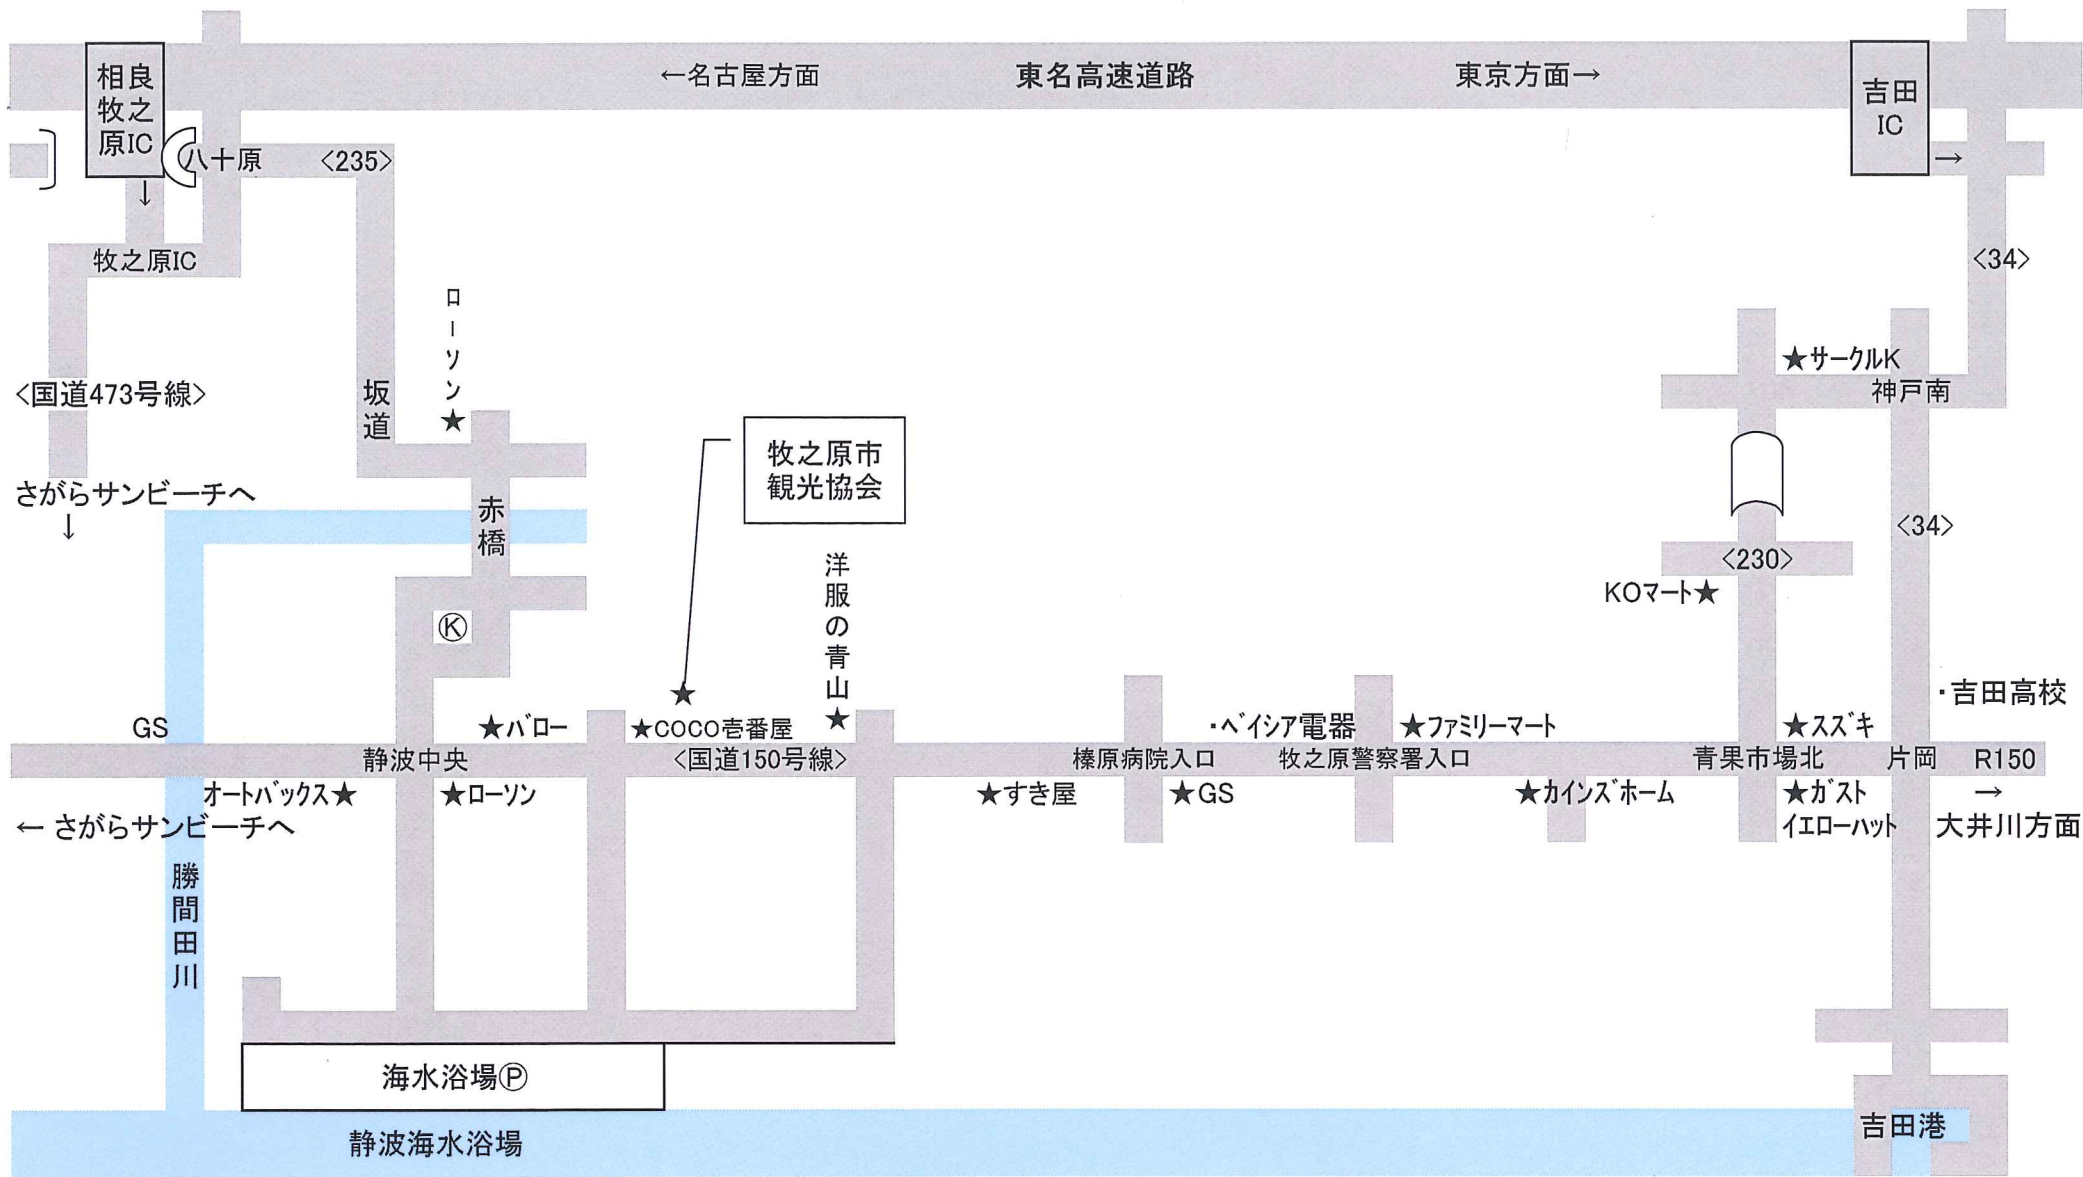 相良
牧之
原IC
←名古屋方面
東名高速道路
東京方面→
吉田
IC
→
八十原
<235>
↓
牧之原IC
<34>
ローソン
★
★サークルK
<国道473号線>
坂道
神戸南
牧之原市
観光協会
さがらサンビーチへ
↓
赤橋
<34>
洋服の青山
★
<230>
KOマート★
Ⓚ
・吉田高校
★
GS
★バロー
★COCO壱番屋
・ベイシア電器
★ファミリーマート
★スズキ
静波中央
<国道150号線>
榛原病院入口
牧之原警察署入口
青果市場北
片岡
R150
オートバックス★
★ローソン
★すき屋
★GS
★カインズホーム
★ガスト
→
← さがらサンビーチへ
イエローハット
大井川方面
勝間田川
海水浴場Ⓟ
吉田港
静波海水浴場